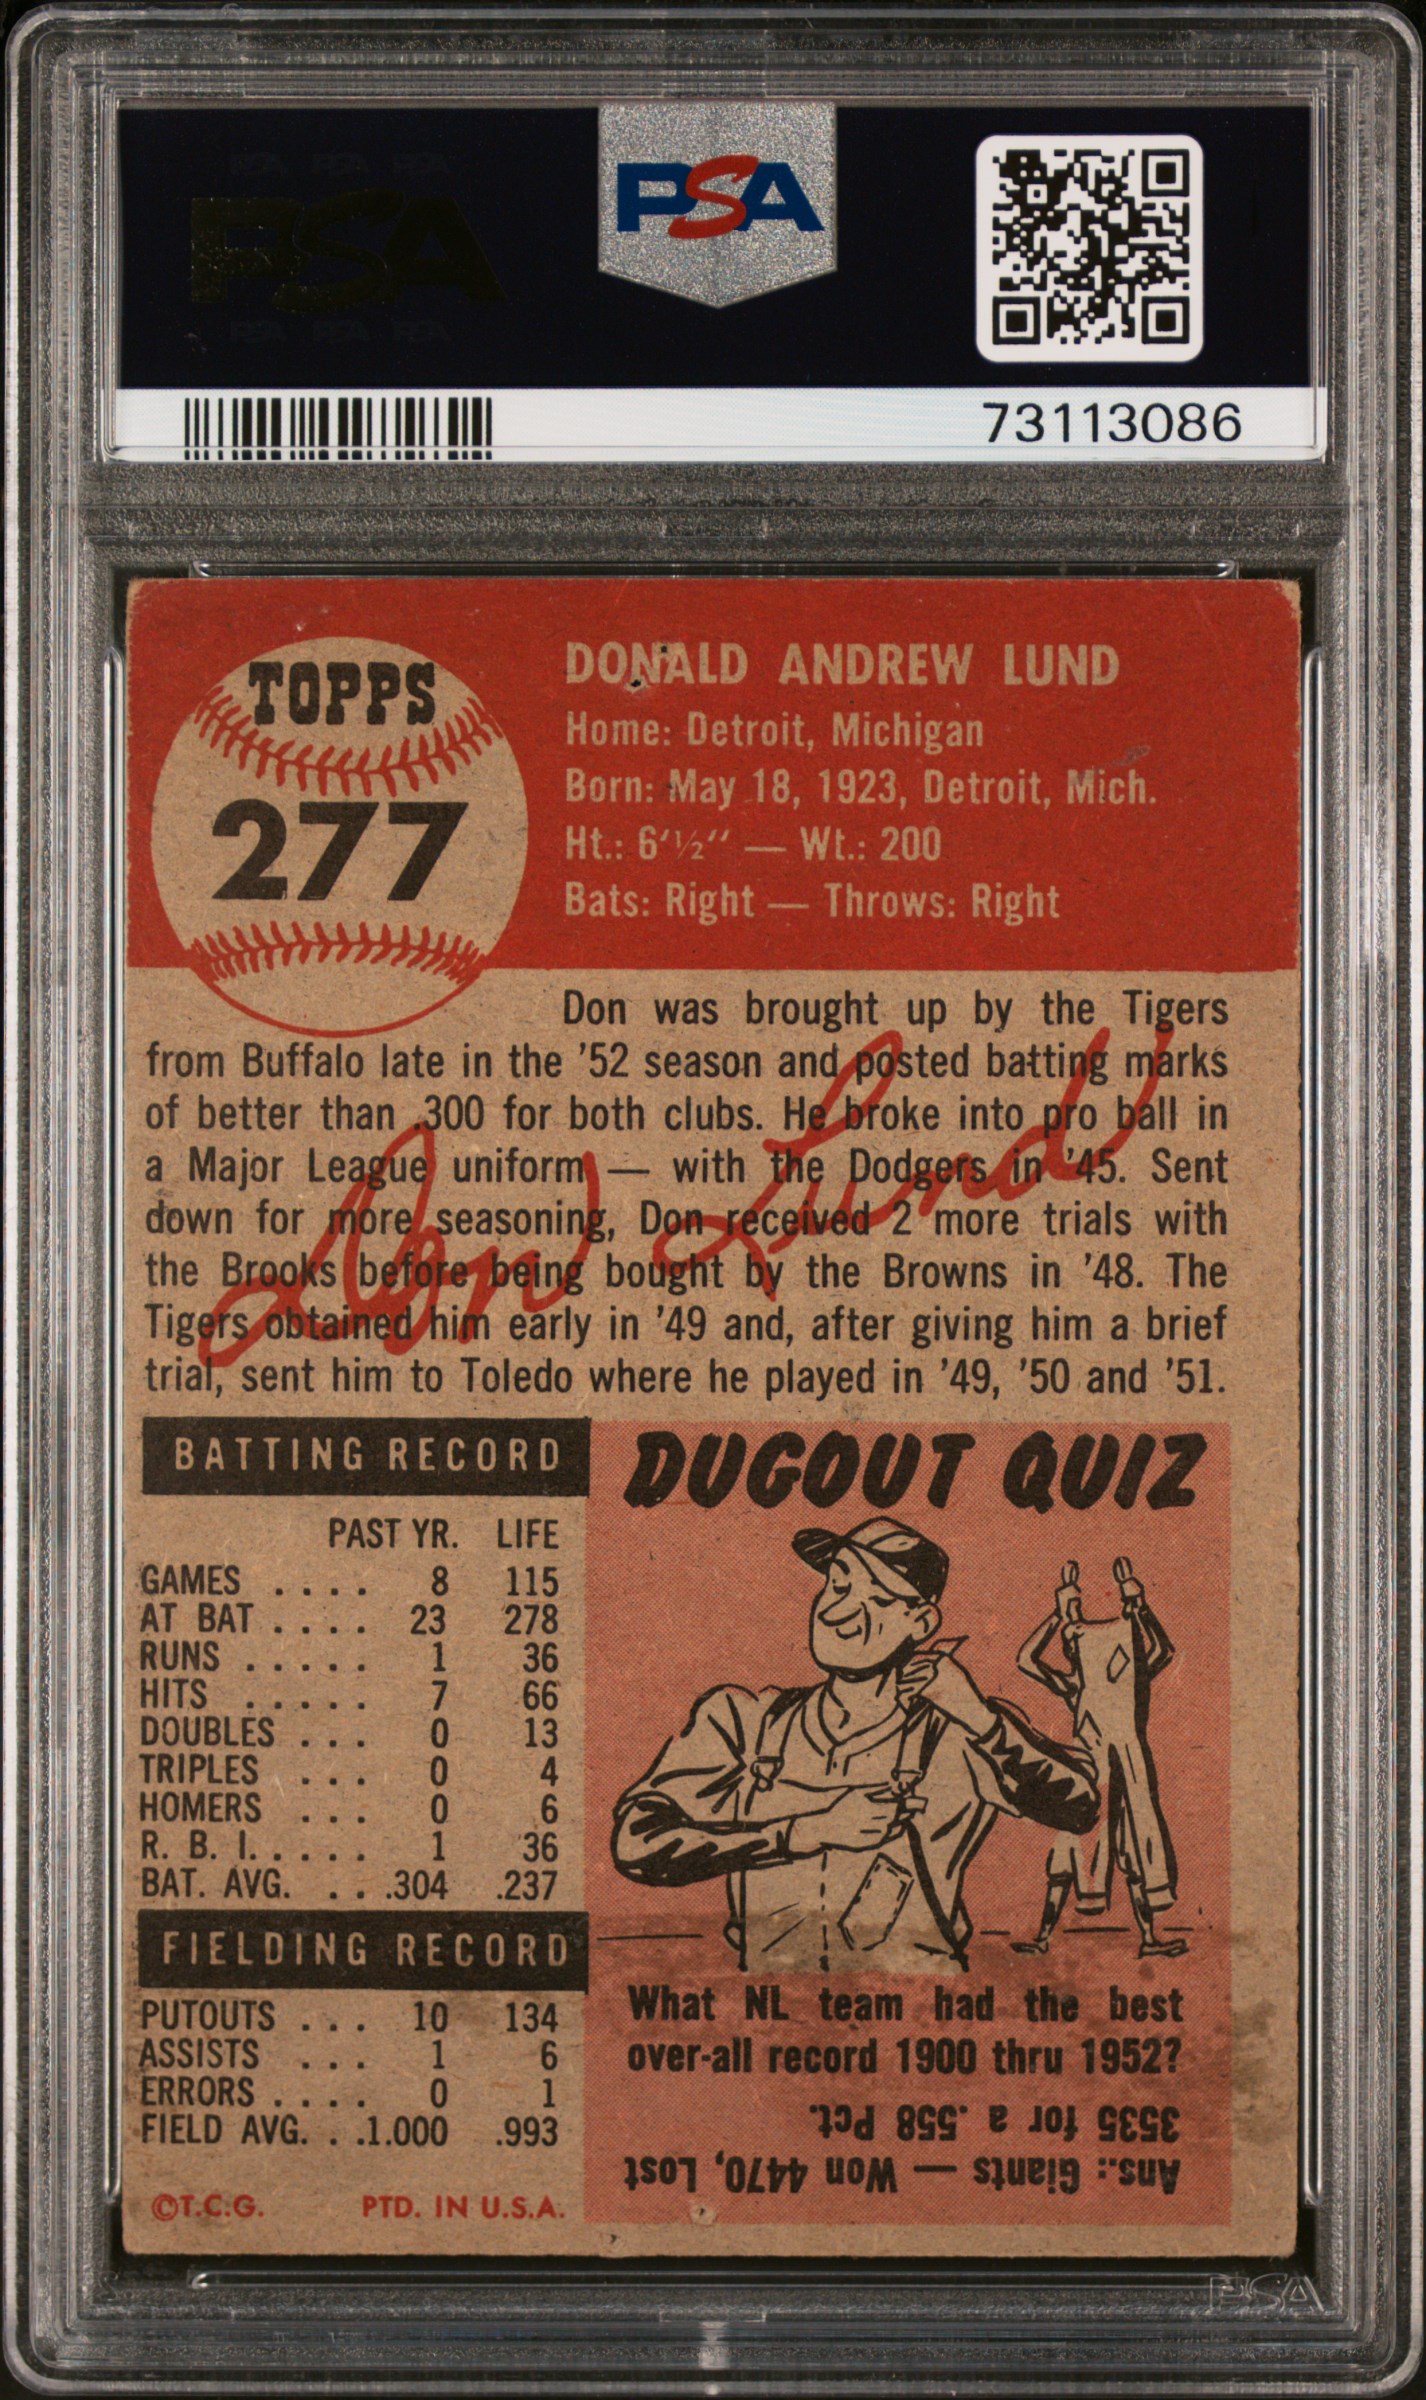 PSA
PSA
73113086
TOPPS
277
DONALD ANDREW LUND
Home: Detroit, Michigan
Born: May 18, 1923, Detroit, Mich.
Ht.: 6'½" — Wt.: 200
Bats: Right — Throws: Right
Don was brought up by the Tigers
from Buffalo late in the '52 season and posted batting marks
of better than .300 for both clubs. He broke into pro ball in
a Major League uniform — with the Dodgers in '45. Sent
down for more seasoning, Don received 2 more trials with
the Brooks before being bought by the Browns in '48. The
Tigers obtained him early in '49 and, after giving him a brief
trial, sent him to Toledo where he played in '49, '50 and '51.
Don Lund
BATTING RECORD
PAST YR. LIFE
GAMES .... 8 115
AT BAT .... 23 278
RUNS ..... 1 36
HITS ..... 7 66
DOUBLES ... 0 13
TRIPLES ... 0 4
HOMERS ... 0 6
R. B. I. .... 1 36
BAT. AVG. .. .304 .237
FIELDING RECORD
PUTOUTS ... 10 134
ASSISTS ... 1 6
ERRORS .... 0 1
FIELD AVG. .. 1.000 .993
©T.C.G. PTD. IN U.S.A.
DUGOUT QUIZ
What NL team had the best
over-all record 1900 thru 1952?
Ans.: Giants — Won 4470, Lost
3535 for a .558 Pct.
PSA